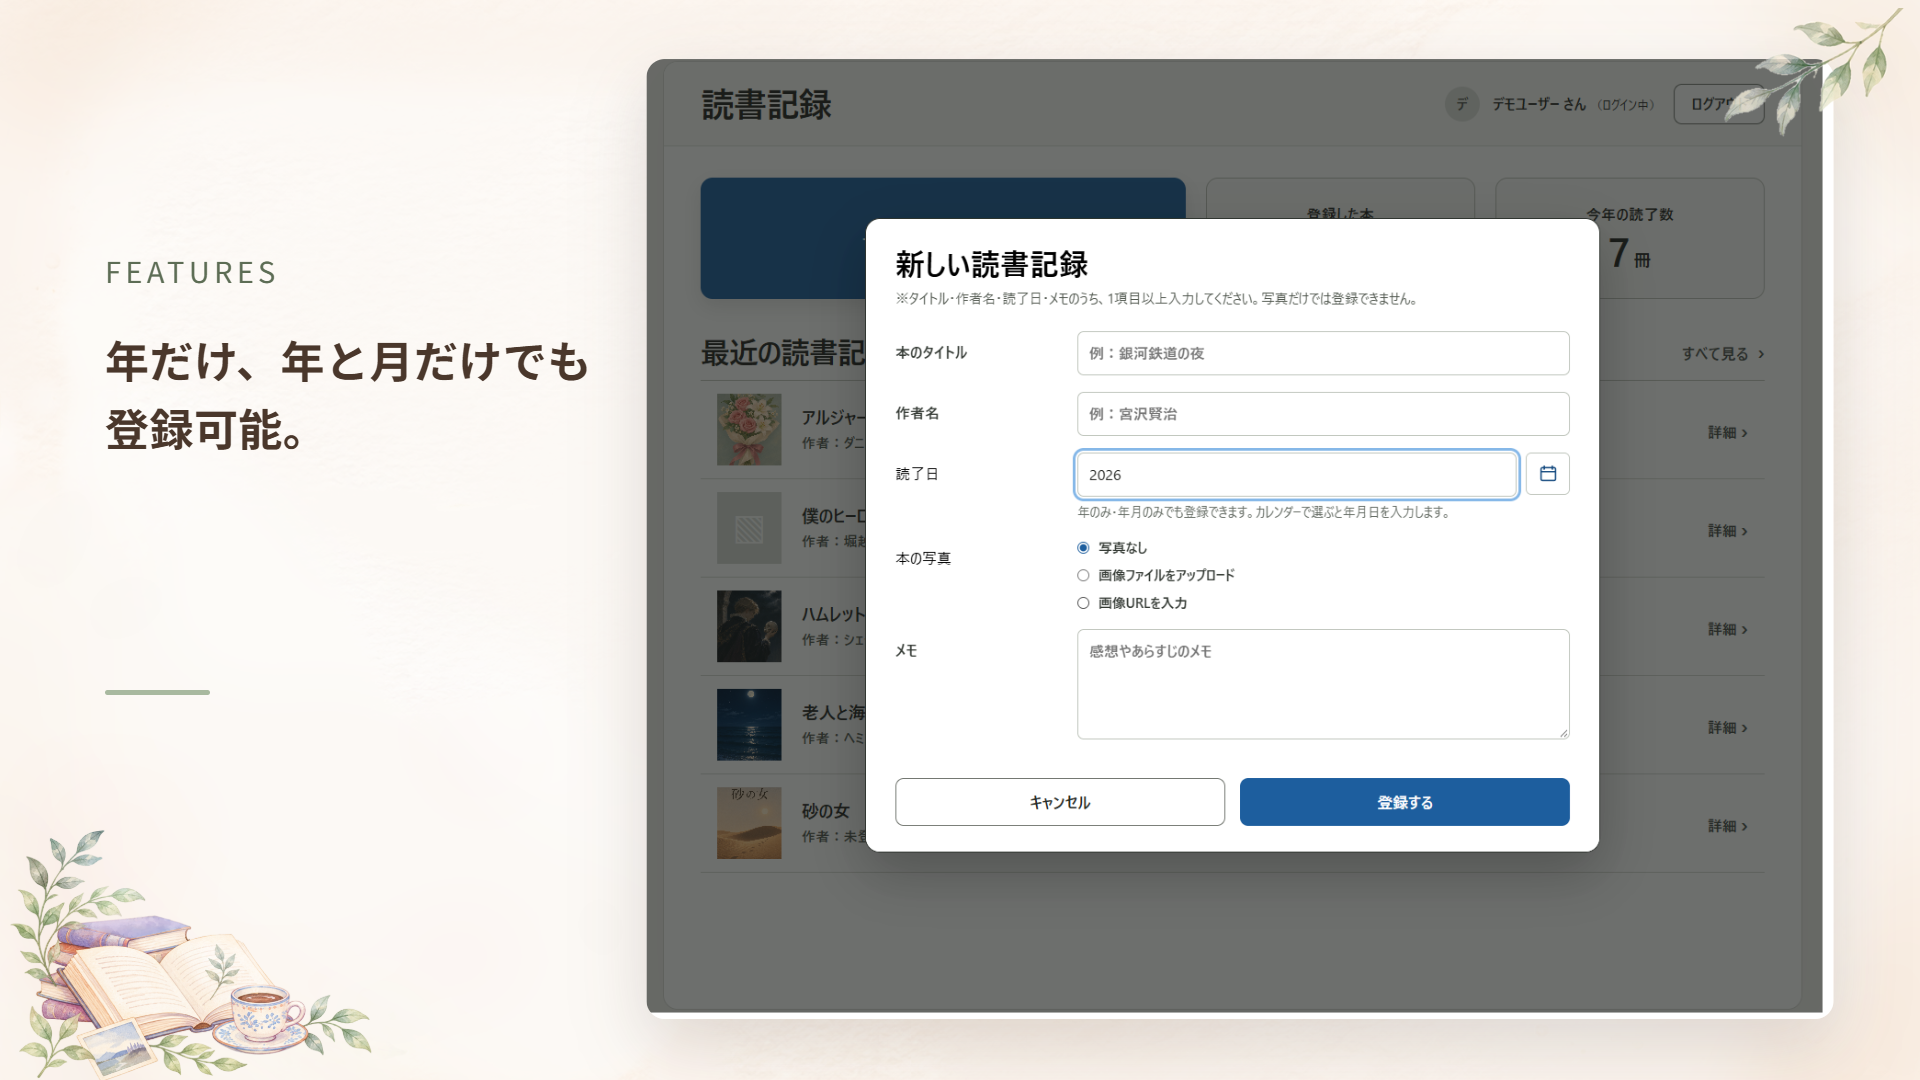 FEATURES
年だけ、年と月だけでも
登録可能。
読書記録
デ
デモユーザー さん
(ログイン中)
ログアウ
登録した本
今年の読了数
7 冊
最近の読書記
すべて見る ›
アルジャー
作者：ダニ
詳細 ›
僕のヒーロ
作者：堀越
詳細 ›
ハムレット
作者：シェ
詳細 ›
老人と海
作者：ヘミ
詳細 ›
砂の女
砂の女
作者：未登
詳細 ›
新しい読書記録
※タイトル・作者名・読了日・メモのうち、1項目以上入力してください。写真だけでは登録できません。
本のタイトル
例：銀河鉄道の夜
作者名
例：宮沢賢治
読了日
2026
年のみ・年月のみでも登録できます。カレンダーで選ぶと年月日を入力します。
本の写真
写真なし
画像ファイルをアップロード
画像URLを入力
メモ
感想やあらすじのメモ
キャンセル
登録する